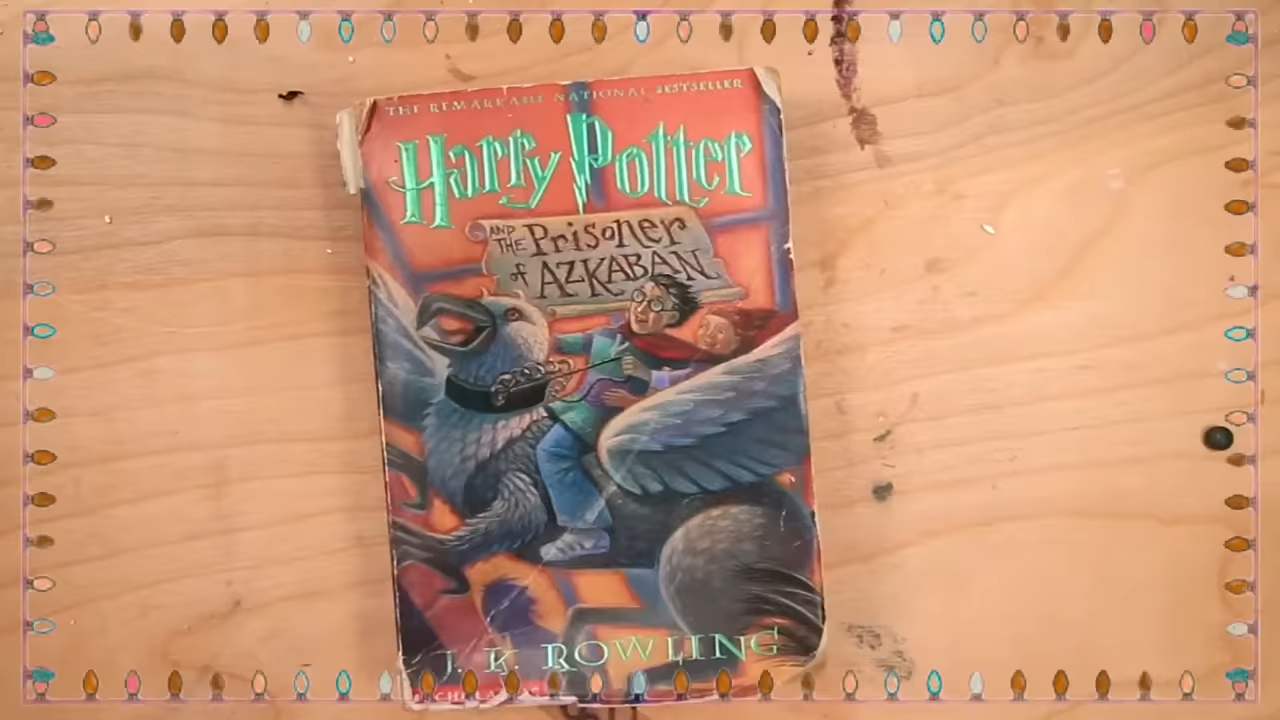 THE REMARKABLE NATIONAL BESTSELLER
Harry Potter
AND THE Prisoner
of AZKABAN
J. K. ROWLING